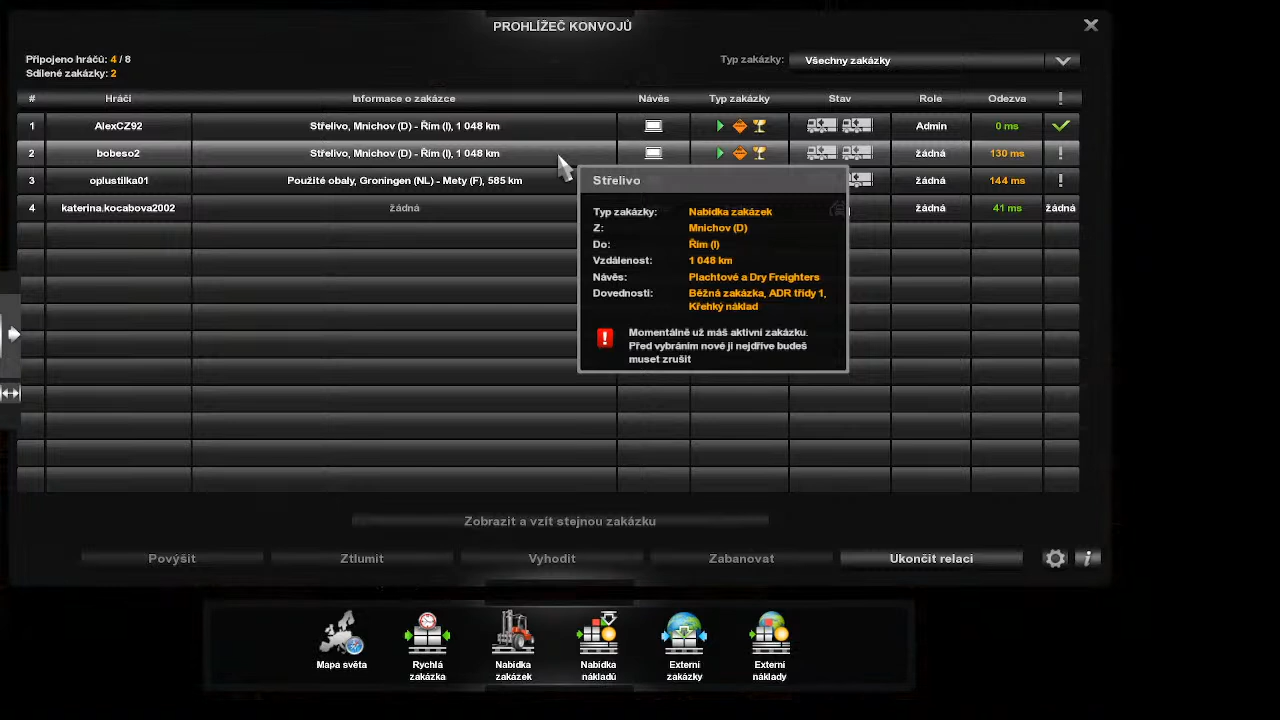 PROHLÍŽEČ KONVOJŮ
Připojeno hráčů: 4 / 8
Sdílené zakázky: 2
Typ zakázky: Všechny zakázky
# Hráči Informace o zakázce Návěs Typ zakázky Stav Role Odezva !
1 AlexCZ92 Střelivo, Mnichov (D) - Řím (I), 1 048 km Admin 0 ms
2 bobeso2 Střelivo, Mnichov (D) - Řím (I), 1 048 km žádná 130 ms !
3 oplustilka01 Použité obaly, Groningen (NL) - Mety (F), 585 km žádná 144 ms !
4 katerina.kocabova2002 žádná žádná 41 ms žádná
Střelivo
Typ zakázky: Nabídka zakázek
Z: Mnichov (D)
Do: Řím (I)
Vzdálenost: 1 048 km
Návěs: Plachtové a Dry Freighters
Dovednosti: Běžná zakázka, ADR třídy 1,
Křehký náklad
! Momentálně už máš aktivní zakázku.
Před vybráním nové ji nejdříve budeš
muset zrušit
Zobrazit a vzít stejnou zakázku
Povýšit Ztlumit Vyhodit Zabanovat Ukončit relaci i
Mapa světa
Rychlá
zakázka
Nabídka
zakázek
Nabídka
nákladů
Externí
zakázky
Externí
náklady